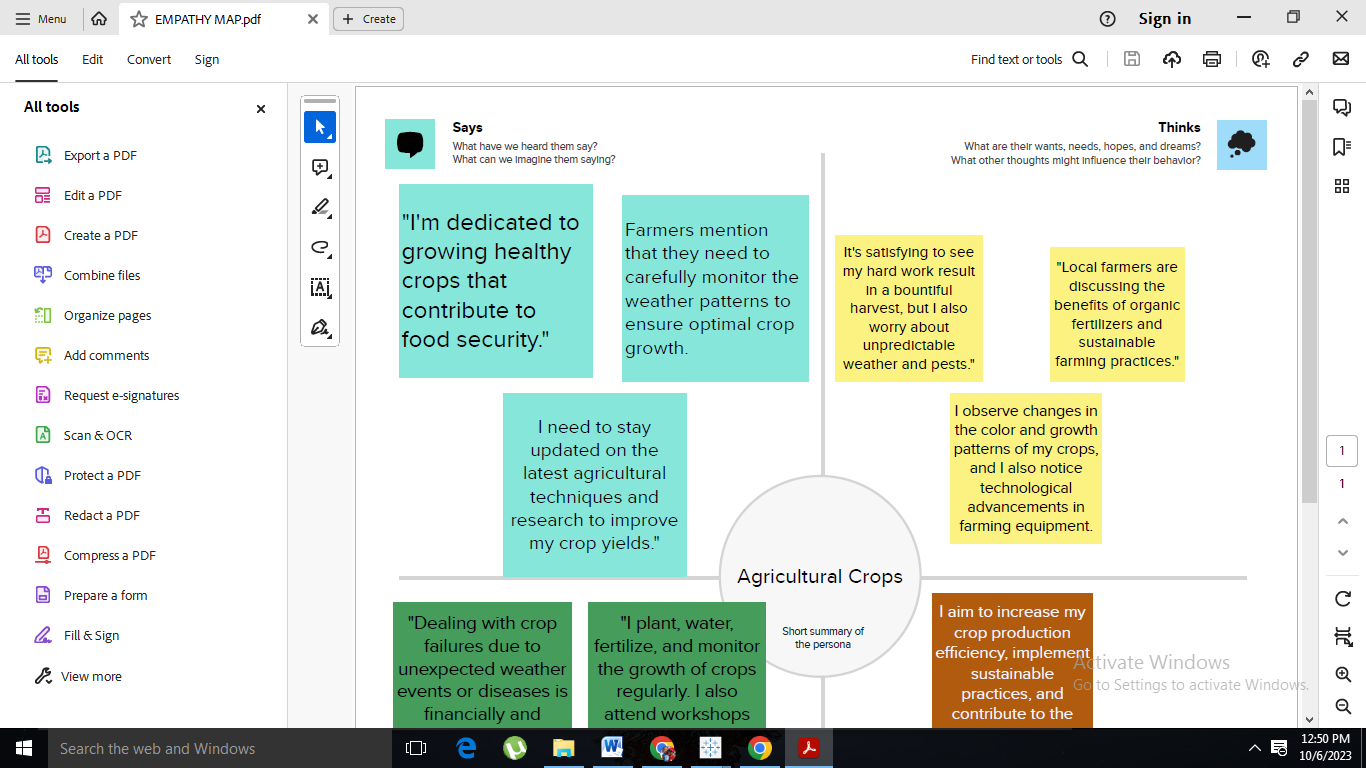 Menu
EMPATHY MAP.pdf
Create
Sign in
All tools
Edit
Convert
Sign
Find text or tools
All tools
Export a PDF
Edit a PDF
Create a PDF
Combine files
Organize pages
Add comments
Request e-signatures
Scan & OCR
Protect a PDF
Redact a PDF
Compress a PDF
Prepare a form
Fill & Sign
View more
Says
What have we heard them say?
What can we imagine them saying?
Thinks
What are their wants, needs, hopes, and dreams?
What other thoughts might influence their behavior?
"I'm dedicated to
growing healthy
crops that
contribute to
food security."
Farmers mention
that they need to
carefully monitor the
weather patterns to
ensure optimal crop
growth.
It's satisfying to see
my hard work result
in a bountiful
harvest, but I also
worry about
unpredictable
weather and pests."
"Local farmers are
discussing the
benefits of organic
fertilizers and
sustainable
farming practices."
I need to stay
updated on the
latest agricultural
techniques and
research to improve
my crop yields."
I observe changes in
the color and growth
patterns of my crops,
and I also notice
technological
advancements in
farming equipment.
Agricultural Crops
Short summary of
the persona
"Dealing with crop
failures due to
unexpected weather
events or diseases is
financially and
"I plant, water,
fertilize, and monitor
the growth of crops
regularly. I also
attend workshops
I aim to increase my
crop production
efficiency, implement
sustainable
practices, and
contribute to the
1
1
Activate Windows
Go to Settings to activate Windows.
Search the web and Windows
12:50 PM
10/6/2023